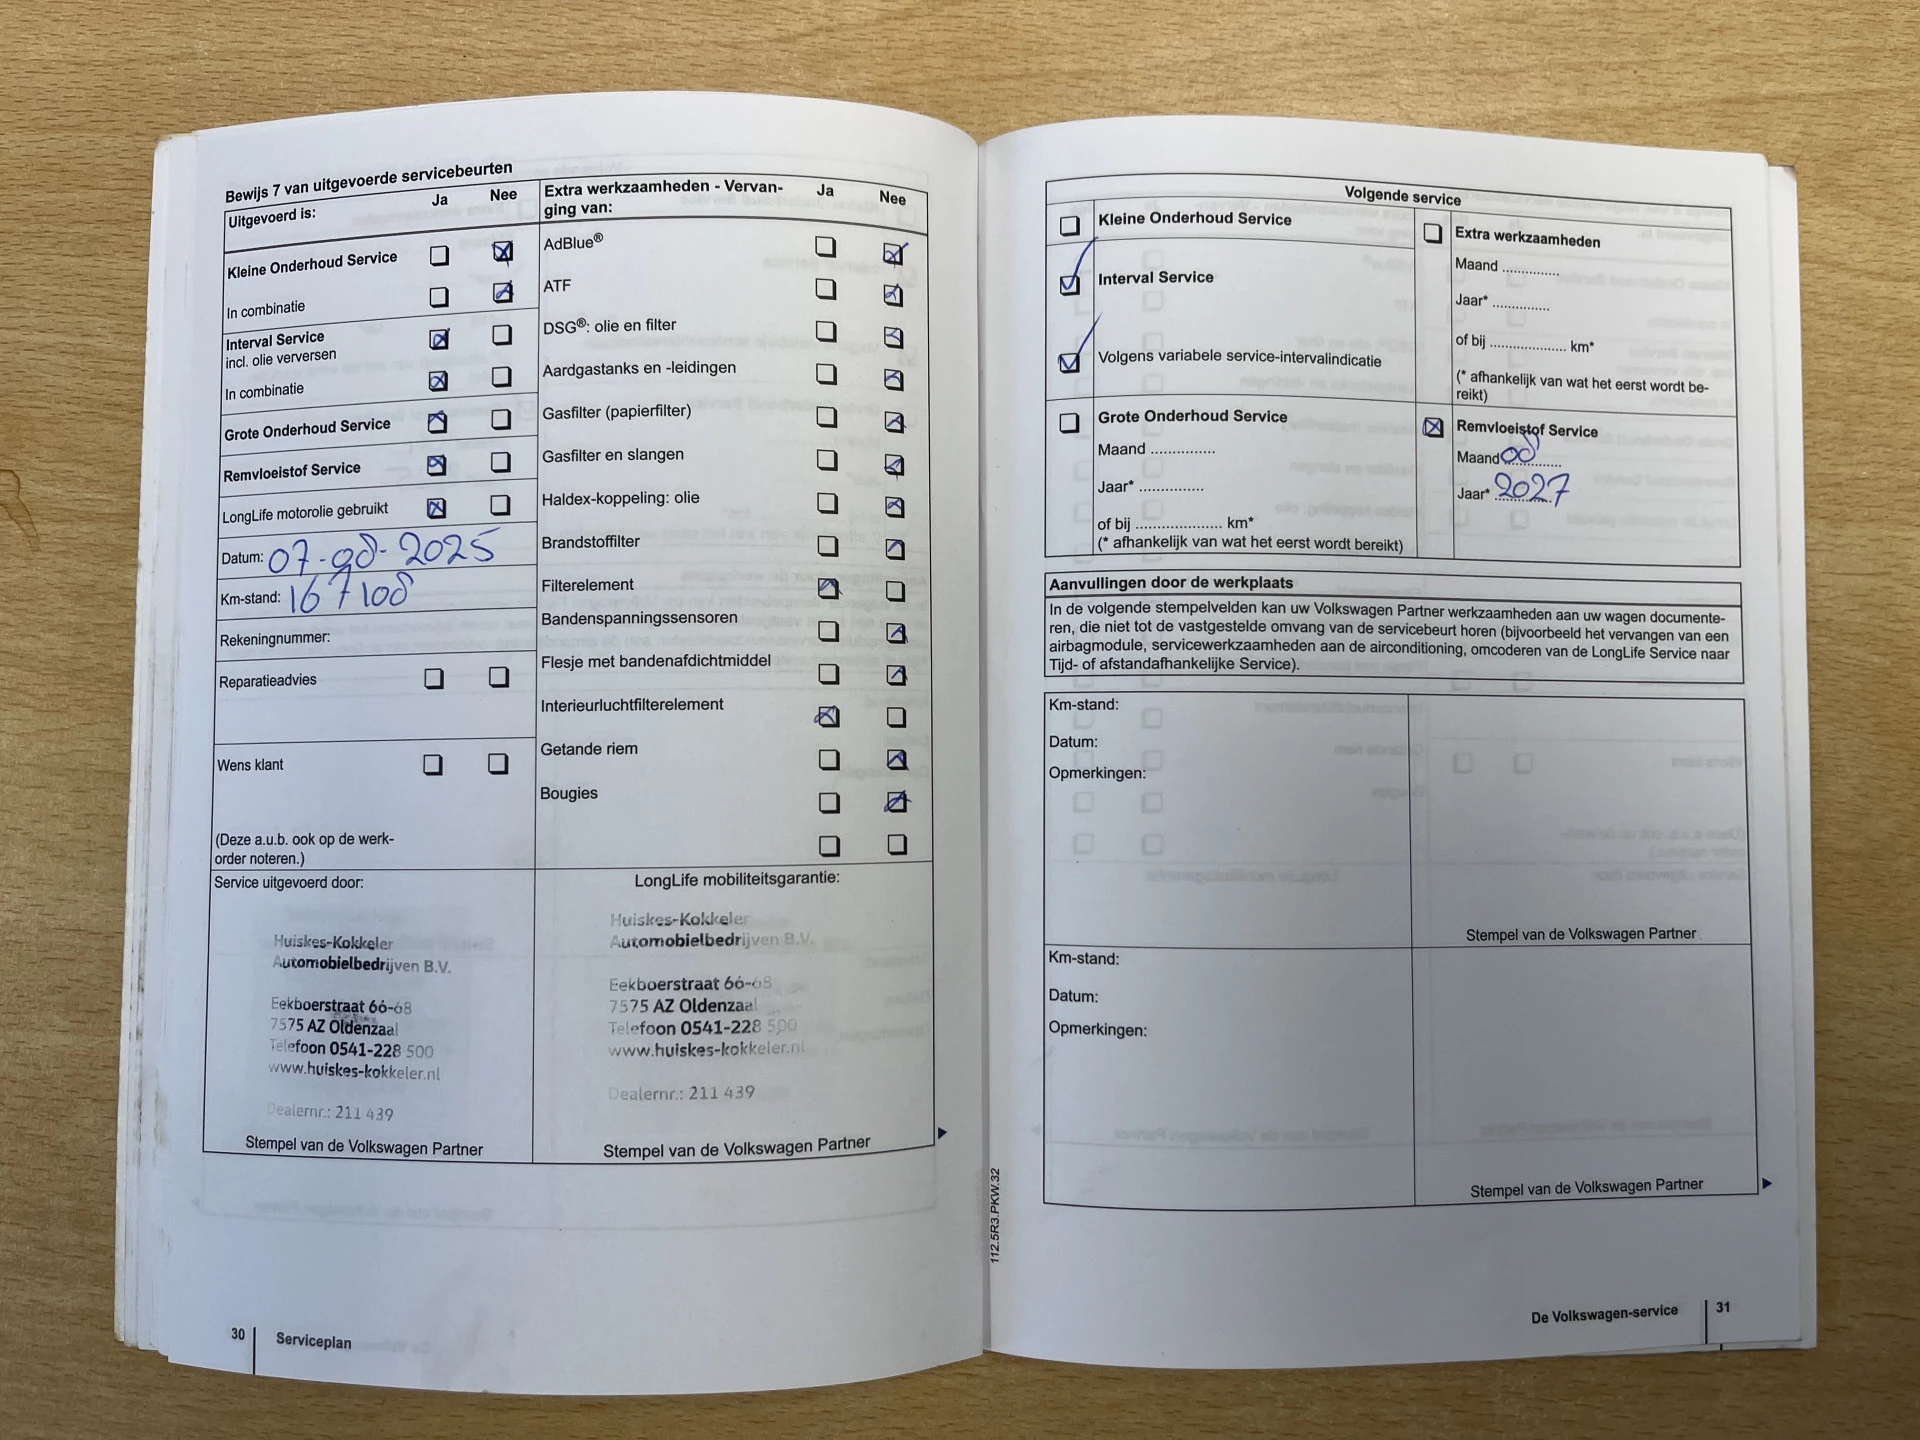 Bewijs 7 van uitgevoerde servicebeurten
Uitgevoerd is: Ja Nee
Kleine Onderhoud Service
In combinatie
Interval Service
incl. olie verversen
In combinatie
Grote Onderhoud Service
Remvloeistof Service
LongLife motorolie gebruikt
Datum: 07-08-2025
Km-stand: 167108
Rekeningnummer:
Reparatieadvies
Wens klant
(Deze a.u.b. ook op de werk-
order noteren.)
Extra werkzaamheden - Vervan-
ging van: Ja Nee
AdBlue®
ATF
DSG®: olie en filter
Aardgastanks en -leidingen
Gasfilter (papierfilter)
Gasfilter en slangen
Haldex-koppeling: olie
Brandstoffilter
Filterelement
Bandenspanningssensoren
Flesje met bandenafdichtmiddel
Interieurluchtfilterelement
Getande riem
Bougies
Service uitgevoerd door:
Huiskes-Kokkeler
Automobielbedrijven B.V.
Eekboerstraat 66-68
7575 AZ Oldenzaal
Telefoon 0541-228 500
www.huiskes-kokkeler.nl
Dealernr.: 211 439
Stempel van de Volkswagen Partner
LongLife mobiliteitsgarantie:
Huiskes-Kokkeler
Automobielbedrijven B.V.
Eekboerstraat 66-68
7575 AZ Oldenzaal
Telefoon 0541-228 500
www.huiskes-kokkeler.nl
Dealernr.: 211 439
Stempel van de Volkswagen Partner
30 Serviceplan
Volgende service
Kleine Onderhoud Service
Interval Service
Volgens variabele service-intervalindicatie
Grote Onderhoud Service
Maand ...............
Jaar* ...............
of bij .................... km*
(* afhankelijk van wat het eerst wordt bereikt)
Extra werkzaamheden
Maand .............
Jaar* .............
of bij .................. km*
(* afhankelijk van wat het eerst wordt be-
reikt)
Remvloeistof Service
Maand 08
Jaar* 2027
Aanvullingen door de werkplaats
In de volgende stempelvelden kan uw Volkswagen Partner werkzaamheden aan uw wagen documente-
ren, die niet tot de vastgestelde omvang van de servicebeurt horen (bijvoorbeeld het vervangen van een
airbagmodule, servicewerkzaamheden aan de airconditioning, omcoderen van de LongLife Service naar
Tijd- of afstandafhankelijke Service).
Km-stand:
Datum:
Opmerkingen:
Stempel van de Volkswagen Partner
Km-stand:
Datum:
Opmerkingen:
Stempel van de Volkswagen Partner
112.5R3.PKW.32
De Volkswagen-service 31